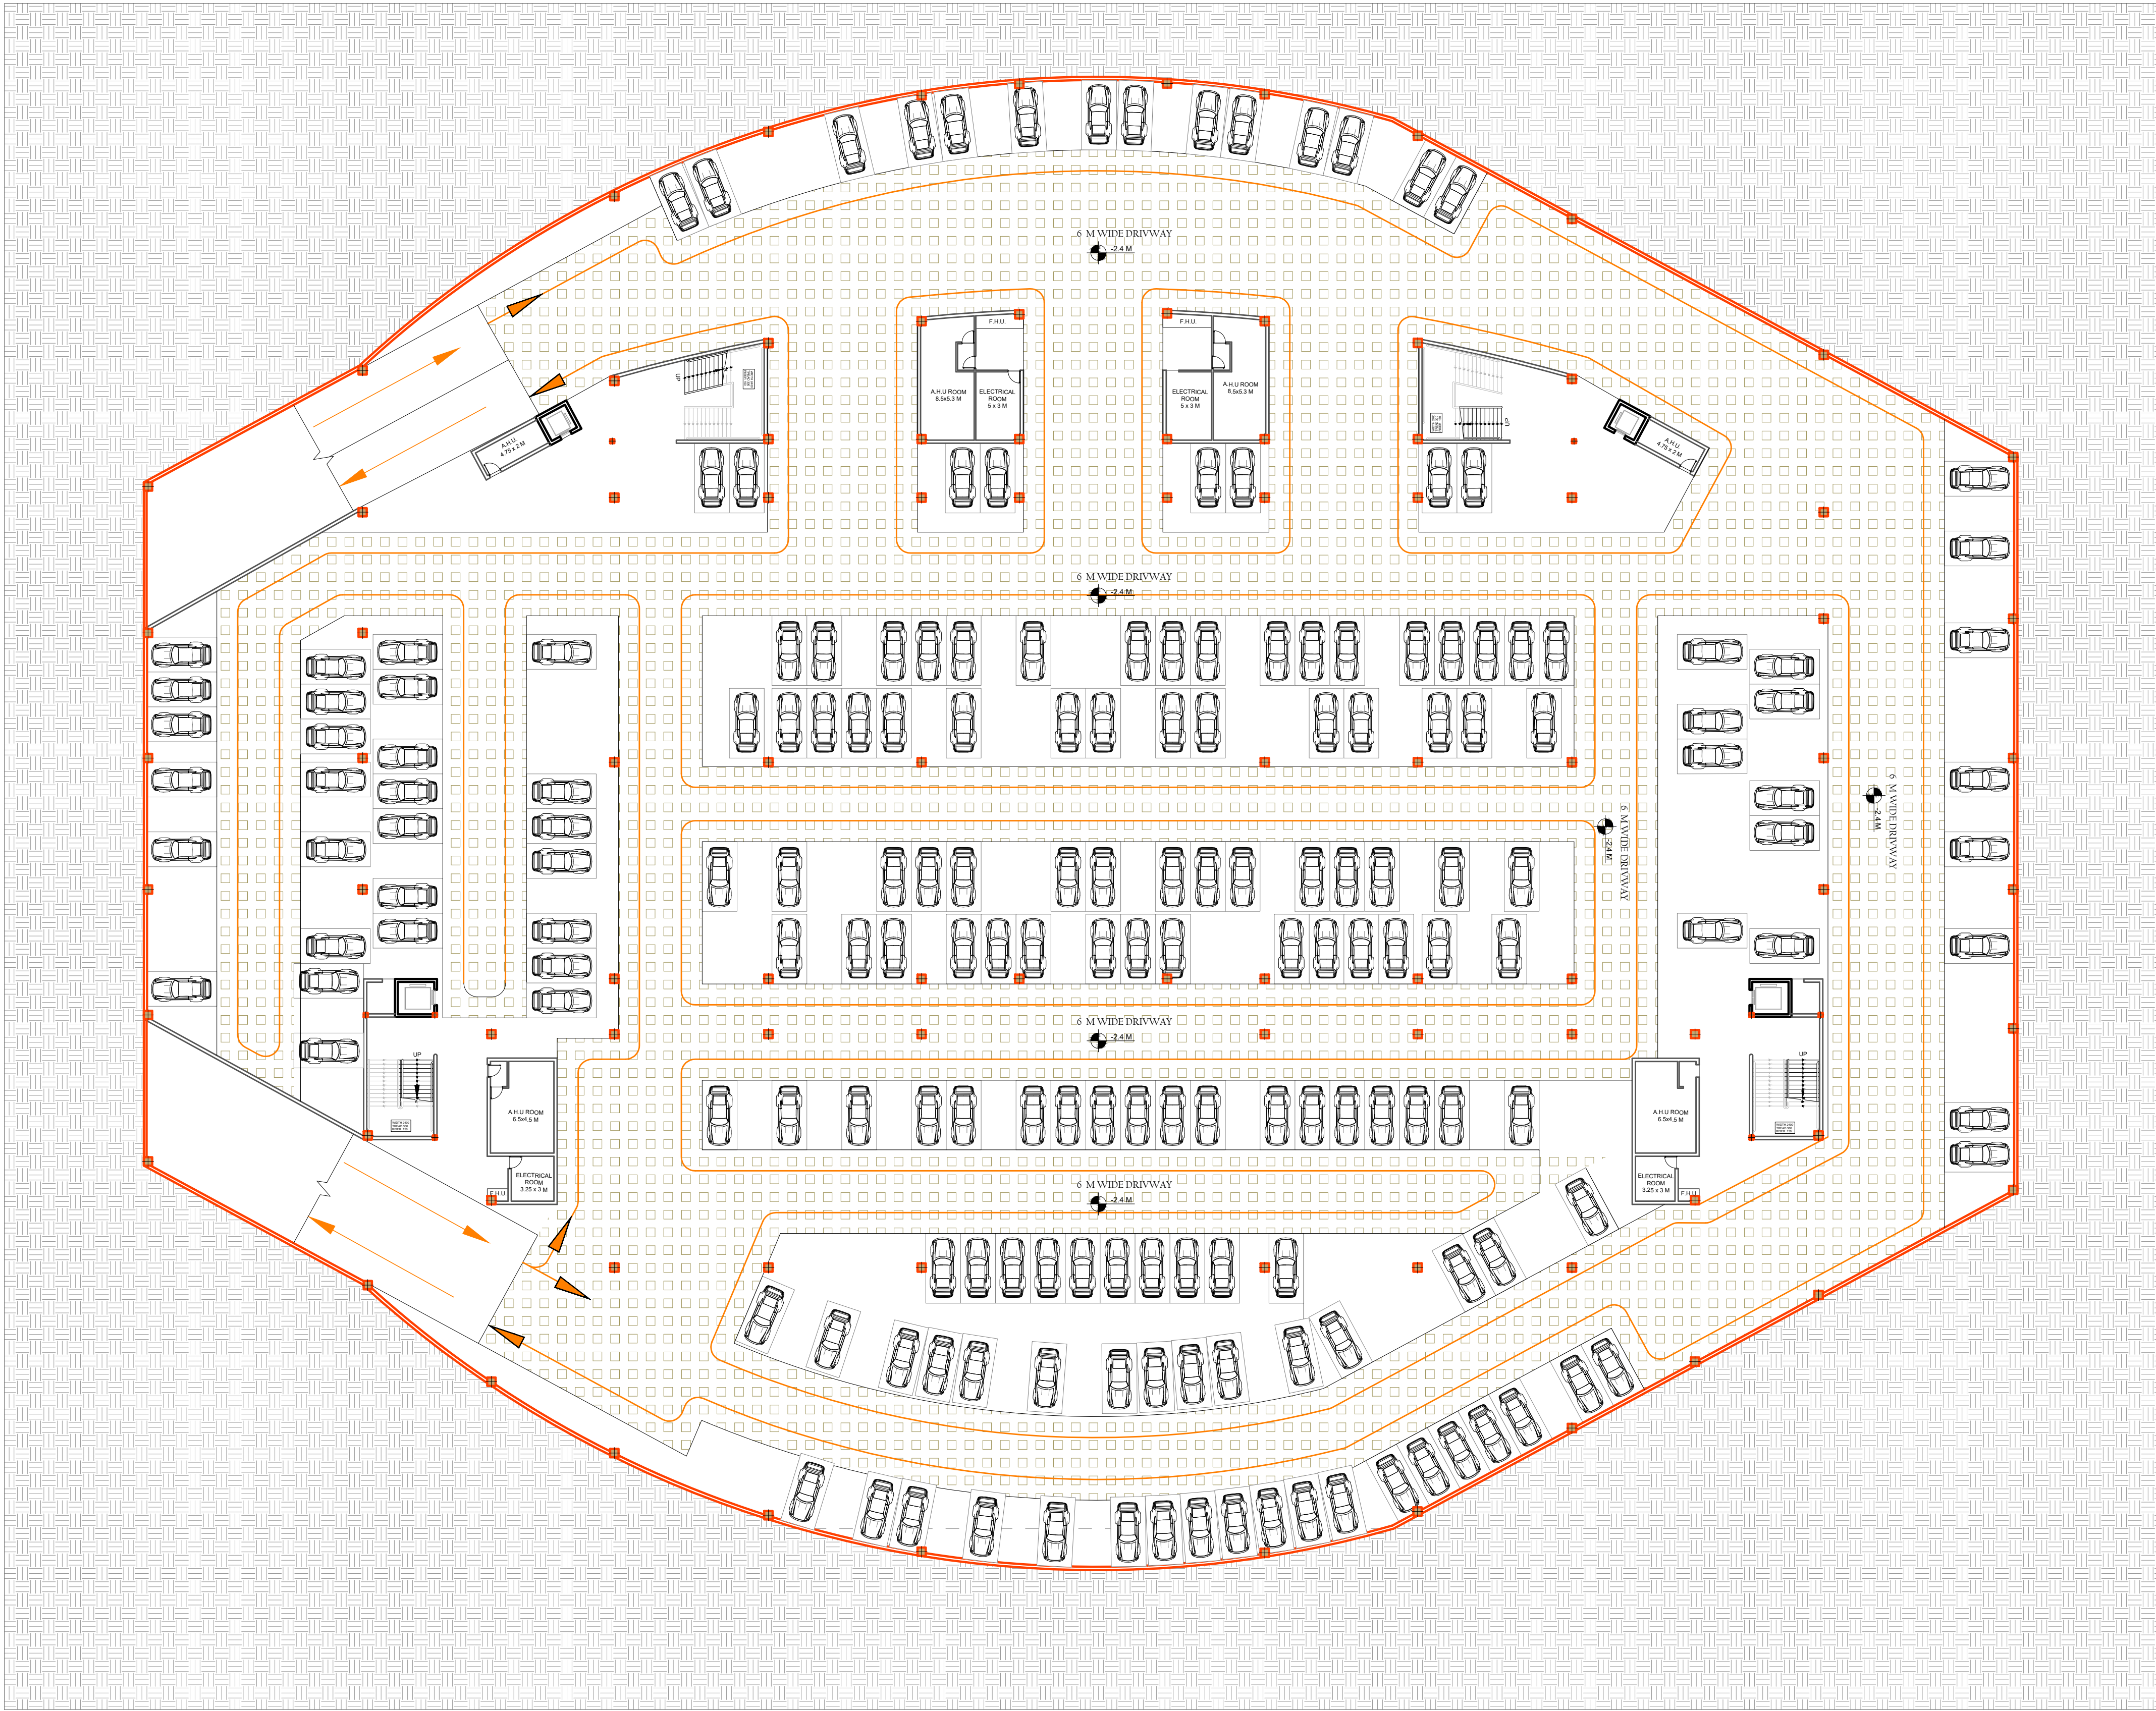 6 M WIDE DRIVWAY
-2.4 M
F.H.U.
F.H.U.
UP
A.H.U ROOM
8.5x5.3 M
ELECTRICAL
ROOM
5 x 3 M
ELECTRICAL
ROOM
5 x 3 M
A.H.U ROOM
8.5x5.3 M
UP
A.H.U.
4.75 x 2 M
A.H.U.
4.75 x 2 M
6 M WIDE DRIVWAY
-2.4 M
6 M WIDE DRIVWAY
-2.4 M
6 M WIDE DRIVWAY
-2.4 M
6 M WIDE DRIVWAY
-2.4 M
UP
UP
A.H.U ROOM
6.5x4.5 M
A.H.U ROOM
6.5x4.5 M
ELECTRICAL
ROOM
3.25 x 3 M
F.H.U
6 M WIDE DRIVWAY
-2.4 M
ELECTRICAL
ROOM
3.25 x 3 M
F.H.U